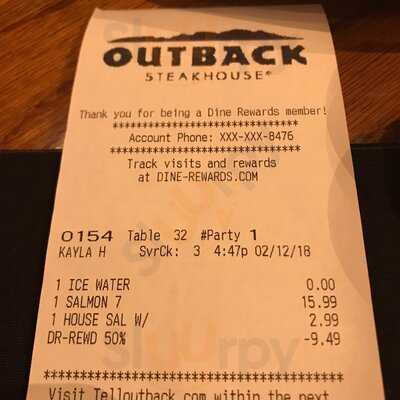 OUTBACK
STEAKHOUSE®
Thank you for being a Dine Rewards member!
********************************
Account Phone: XXX-XXX-8476
********************************
Track visits and rewards
at DINE-REWARDS.COM
0154 Table 32 #Party 1
KAYLA H SvrCk: 3 4:47p 02/12/18
1 ICE WATER 0.00
1 SALMON 7 15.99
1 HOUSE SAL W/ 2.99
DR-REWD 50% -9.49
****************************************
Visit Telloutback.com within the next
sluurpy